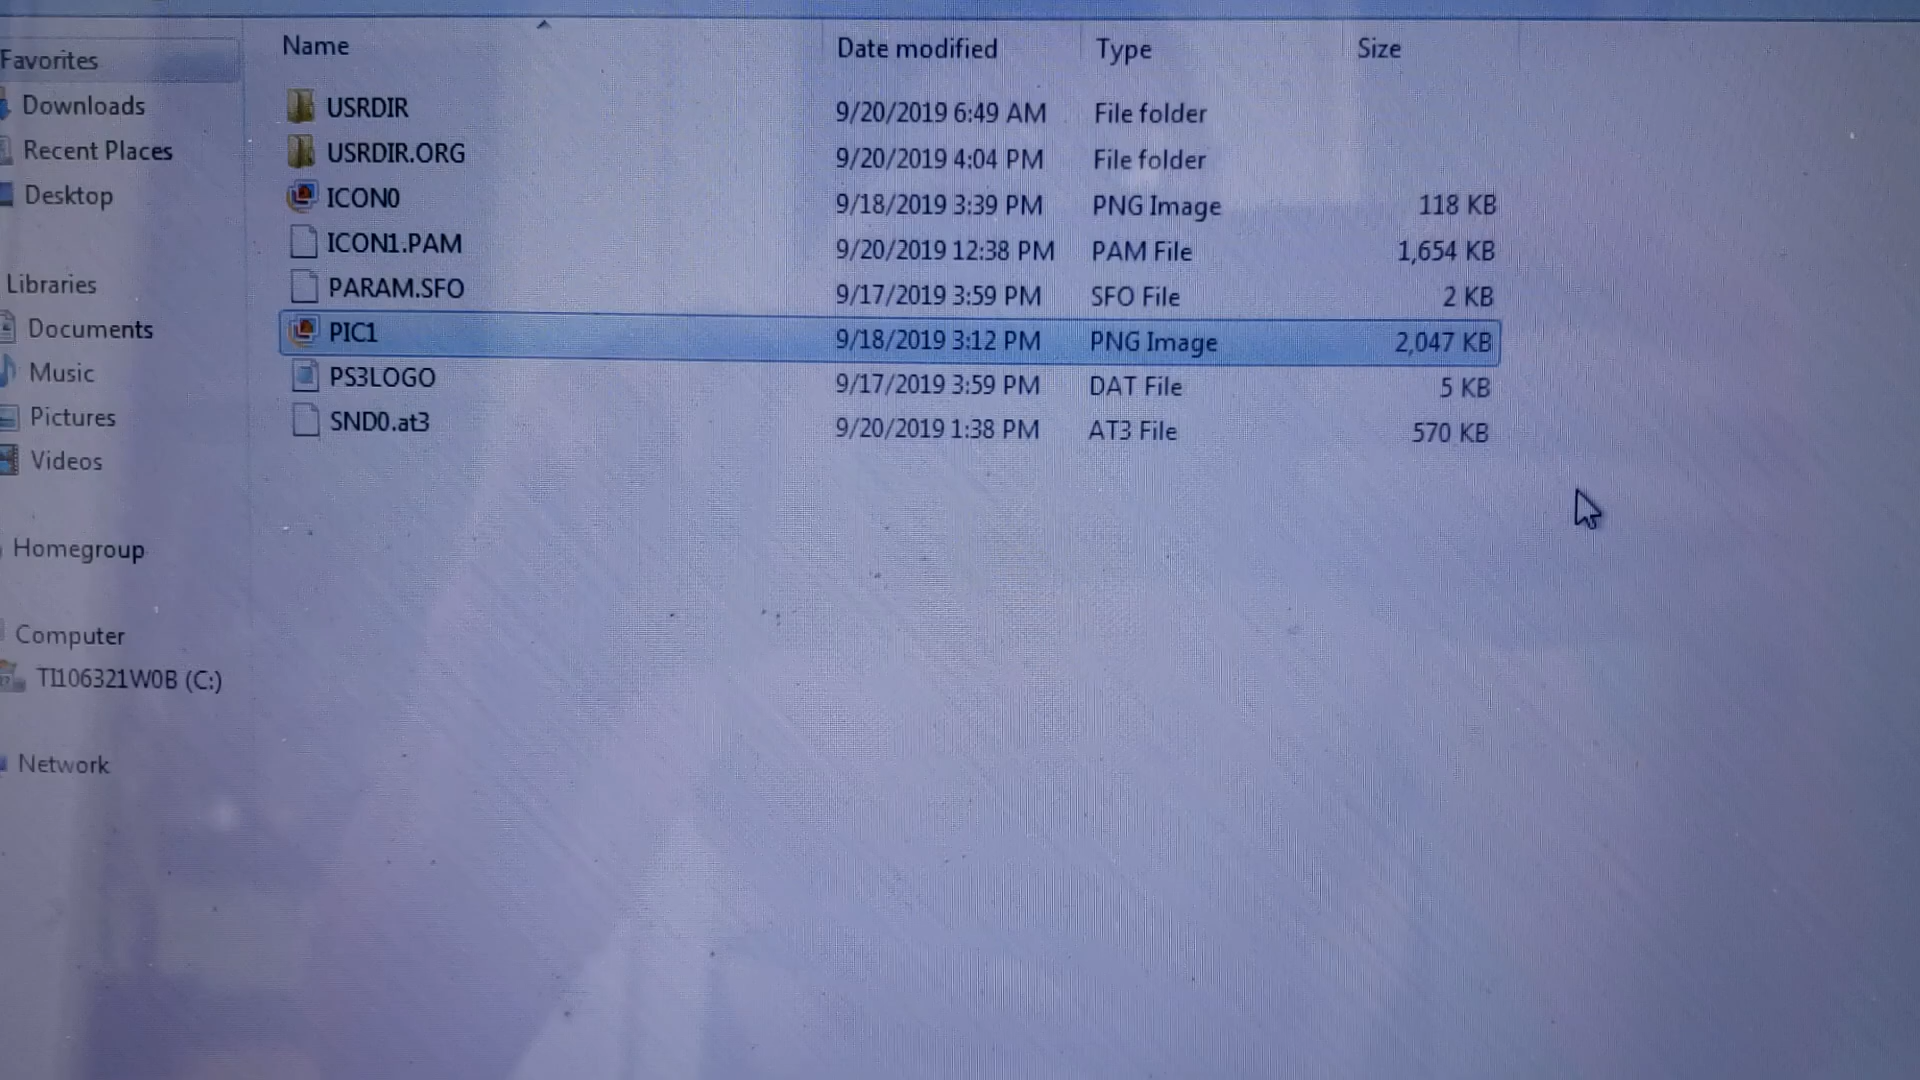 Name Date modified Type Size
Favorites
Downloads
Recent Places
Desktop
Libraries
Documents
Music
Pictures
Videos
Homegroup
Computer
TI106321W0B (C:)
Network
USRDIR 9/20/2019 6:49 AM File folder
USRDIR.ORG 9/20/2019 4:04 PM File folder
ICON0 9/18/2019 3:39 PM PNG Image 118 KB
ICON1.PAM 9/20/2019 12:38 PM PAM File 1,654 KB
PARAM.SFO 9/17/2019 3:59 PM SFO File 2 KB
PIC1 9/18/2019 3:12 PM PNG Image 2,047 KB
PS3LOGO 9/17/2019 3:59 PM DAT File 5 KB
SND0.at3 9/20/2019 1:38 PM AT3 File 570 KB